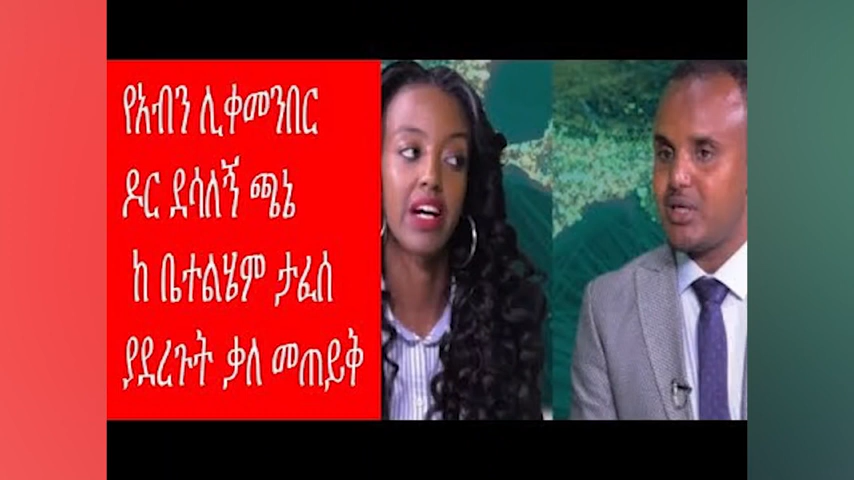 የአብን ሊቀመንበር
ዶር ደሳለኝ ጫኔ
ከ ቤተልሄም ታፈሰ
ያደረጉት ቃለ መጠይቅ